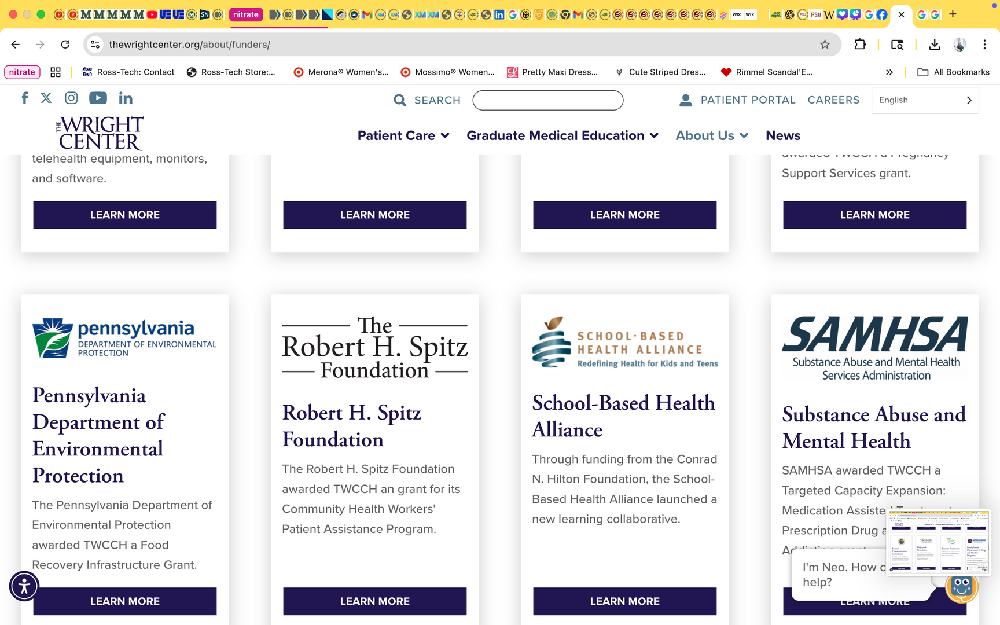 nitrate
SN
WIX
WIX
FSU
W
thewrightcenter.org/about/funders/
nitrate
Ross-Tech: Contact
Ross-Tech Store:...
Merona® Women's...
Mossimo® Women...
Pretty Maxi Dress...
Cute Striped Dres...
Rimmel Scandal'E...
All Bookmarks
SEARCH
PATIENT PORTAL
CAREERS
English
THE WRIGHT
CENTER
Patient Care
Graduate Medical Education
About Us
News
telehealth equipment, monitors,
and software.
awarded TWCCH a Pregnancy
Support Services grant.
LEARN MORE
LEARN MORE
LEARN MORE
LEARN MORE
pennsylvania
DEPARTMENT OF ENVIRONMENTAL
PROTECTION
Pennsylvania
Department of
Environmental
Protection
The Pennsylvania Department of
Environmental Protection
awarded TWCCH a Food
Recovery Infrastructure Grant.
LEARN MORE
The
Robert H. Spitz
Foundation
Robert H. Spitz
Foundation
The Robert H. Spitz Foundation
awarded TWCCH an grant for its
Community Health Workers’
Patient Assistance Program.
LEARN MORE
SCHOOL-BASED
HEALTH ALLIANCE
Redefining Health for Kids and Teens
School-Based Health
Alliance
Through funding from the Conrad
N. Hilton Foundation, the School-
Based Health Alliance launched a
new learning collaborative.
LEARN MORE
SAMHSA
Substance Abuse and Mental Health
Services Administration
Substance Abuse and
Mental Health
SAMHSA awarded TWCCH a
Targeted Capacity Expansion:
Medication Assisted
Prescription Drug
LEARN MORE
I'm Neo. How
help?